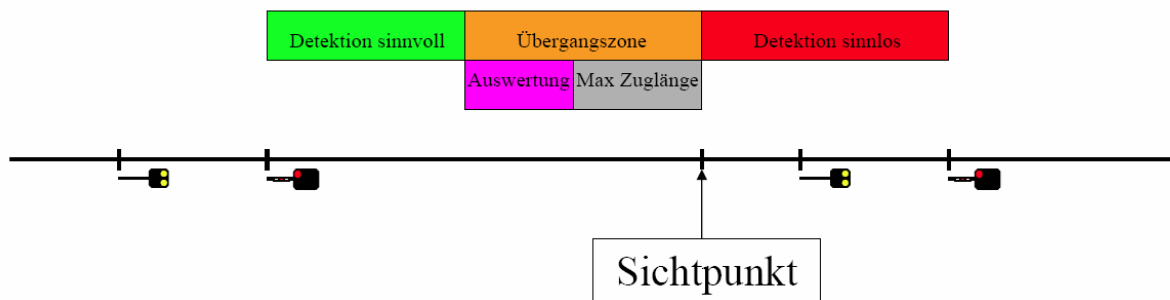 Detektion sinnvoll
Übergangszone
Detektion sinnlos
Auswertung
Max Zuglänge
Sichtpunkt